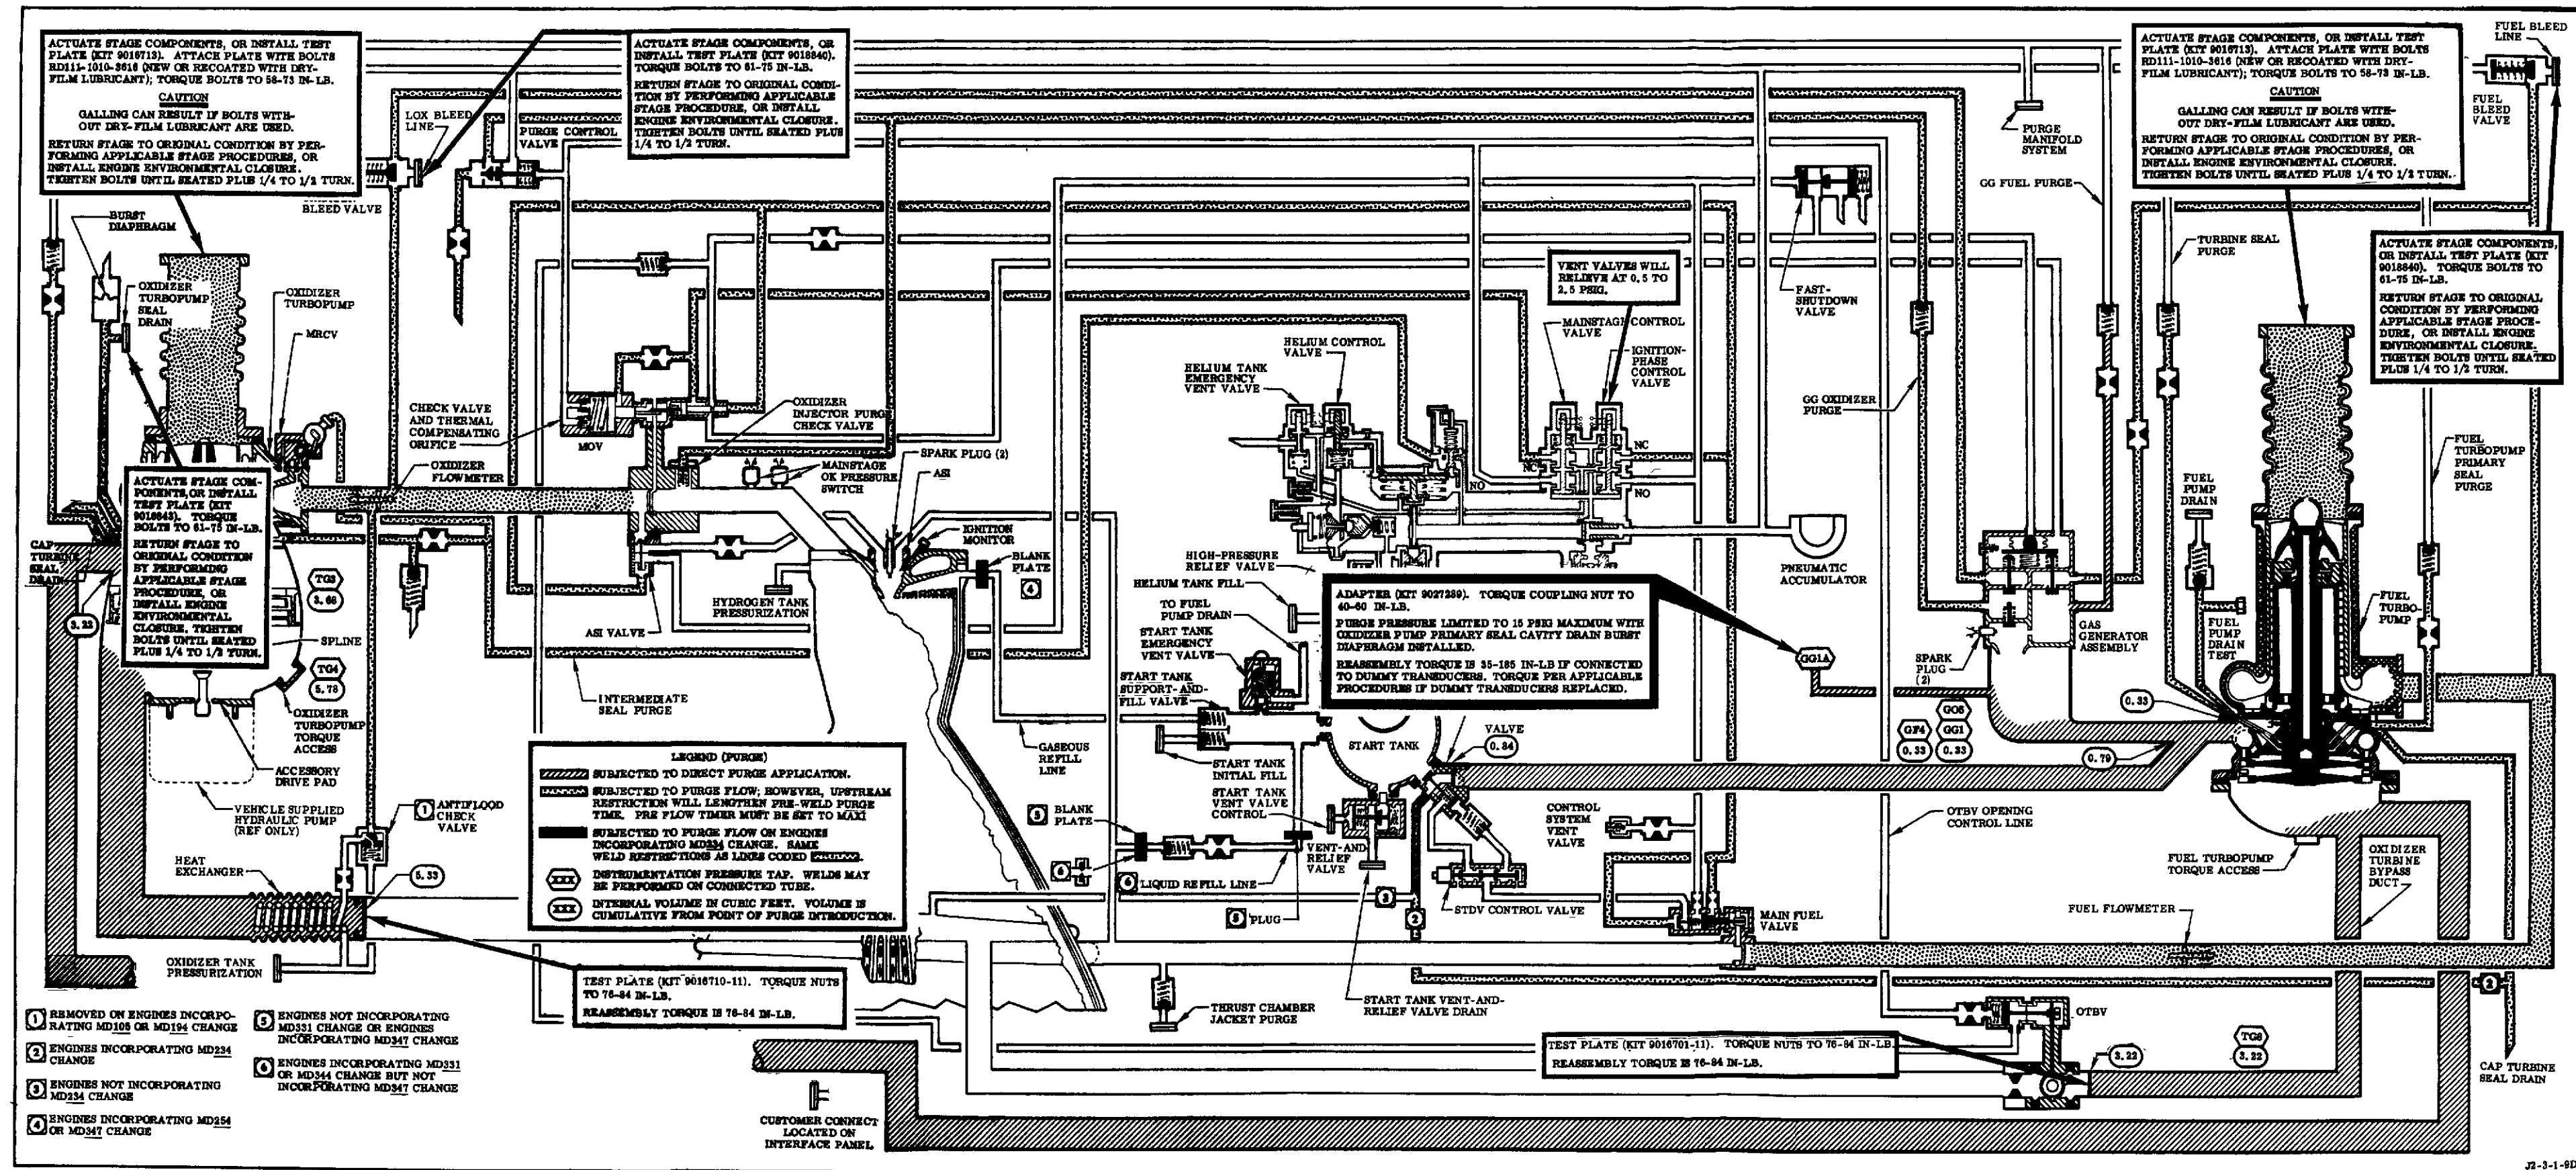 ACTUATE STAGE COMPONENTS, OR INSTALL TEST
PLATE (KIT 9016713). ATTACH PLATE WITH BOLTS
RD111-1010-3616 (NEW OR RECOATED WITH DRY-
FILM LUBRICANT); TORQUE BOLTS TO 58-73 IN-LB.
CAUTION
GALLING CAN RESULT IF BOLTS WITH-
OUT DRY-FILM LUBRICANT ARE USED.
RETURN STAGE TO ORIGINAL CONDITION BY PER-
FORMING APPLICABLE STAGE PROCEDURES, OR
INSTALL ENGINE ENVIRONMENTAL CLOSURE.
TIGHTEN BOLTS UNTIL SEATED PLUS 1/4 TO 1/2 TURN.
LOX BLEED
LINE
BLEED VALVE
PURGE CONTROL
VALVE
ACTUATE STAGE COMPONENTS, OR
INSTALL TEST PLATE (KIT 9018840).
TORQUE BOLTS TO 61-75 IN-LB.
RETURN STAGE TO ORIGINAL CONDI-
TION BY PERFORMING APPLICABLE
STAGE PROCEDURE, OR INSTALL
ENGINE ENVIRONMENTAL CLOSURE.
TIGHTEN BOLTS UNTIL SEATED PLUS
1/4 TO 1/2 TURN.
PURGE
MANIFOLD
SYSTEM
GG FUEL PURGE
ACTUATE STAGE COMPONENTS, OR INSTALL TEST
PLATE (KIT 9016713). ATTACH PLATE WITH BOLTS
RD111-1010-3616 (NEW OR RECOATED WITH DRY-
FILM LUBRICANT); TORQUE BOLTS TO 58-73 IN-LB.
CAUTION
GALLING CAN RESULT IF BOLTS WITH-
OUT DRY-FILM LUBRICANT ARE USED.
RETURN STAGE TO ORIGINAL CONDITION BY PER-
FORMING APPLICABLE STAGE PROCEDURES, OR
INSTALL ENGINE ENVIRONMENTAL CLOSURE.
TIGHTEN BOLTS UNTIL SEATED PLUS 1/4 TO 1/2 TURN.
FUEL BLEED
LINE
FUEL
BLEED
VALVE
BURST
DIAPHRAGM
OXIDIZER
TURBOPUMP
SEAL
DRAIN
OXIDIZER
TURBOPUMP
MRCV
VENT VALVES WILL
RELIEVE AT 0.5 TO
2.5 PSIG.
FAST-
SHUTDOWN
VALVE
TURBINE SEAL
PURGE
ACTUATE STAGE COMPONENTS,
OR INSTALL TEST PLATE (KIT
9018840). TORQUE BOLTS TO
61-75 IN-LB.
RETURN STAGE TO ORIGINAL
CONDITION BY PERFORMING
APPLICABLE STAGE PROCE-
DURE, OR INSTALL ENGINE
ENVIRONMENTAL CLOSURE.
TIGHTEN BOLTS UNTIL SEATED
PLUS 1/4 TO 1/2 TURN.
MAINSTAGE CONTROL
VALVE
HELIUM CONTROL
VALVE
IGNITION-
PHASE
CONTROL
VALVE
HELIUM TANK
EMERGENCY
VENT VALVE
CHECK VALVE
AND THERMAL
COMPENSATING
ORIFICE
MOV
OXIDIZER
INJECTOR PURGE
CHECK VALVE
GG OXIDIZER
PURGE
NC
NC
NO
NO
SPARK PLUG (2)
ASI
OXIDIZER
FLOWMETER
MAINSTAGE
OK PRESSURE
SWITCH
IGNITION
MONITOR
FUEL
TURBOPUMP
PRIMARY
SEAL
PURGE
FUEL
PUMP
DRAIN
ACTUATE STAGE COM-
PONENTS, OR INSTALL
TEST PLATE (KIT
9018843). TORQUE
BOLTS TO 61-75 IN-LB.
RETURN STAGE TO
ORIGINAL CONDITION
BY PERFORMING
APPLICABLE STAGE
PROCEDURE, OR
INSTALL ENGINE
ENVIRONMENTAL
CLOSURE. TIGHTEN
BOLTS UNTIL SEATED
PLUS 1/4 TO 1/2 TURN.
CAP
TURBINE
SEAL
DRAIN
3.22
TG3
3.66
SPLINE
TG4
5.78
BLANK
PLATE
4
HYDROGEN TANK
PRESSURIZATION
ASI VALVE
HIGH-PRESSURE
RELIEF VALVE
HELIUM TANK FILL
TO FUEL
PUMP DRAIN
START TANK
EMERGENCY
VENT VALVE
PNEUMATIC
ACCUMULATOR
ADAPTER (KIT 9027289). TORQUE COUPLING NUT TO
40-60 IN-LB.
PURGE PRESSURE LIMITED TO 15 PSIG MAXIMUM WITH
OXIDIZER PUMP PRIMARY SEAL CAVITY DRAIN BURST
DIAPHRAGM INSTALLED.
REASSEMBLY TORQUE IS 35-185 IN-LB IF CONNECTED
TO DUMMY TRANSDUCERS. TORQUE PER APPLICABLE
PROCEDURES IF DUMMY TRANSDUCERS REPLACED.
GG1A
SPARK
PLUG
(2)
GAS
GENERATOR
ASSEMBLY
FUEL
PUMP
DRAIN
TEST
FUEL
TURBO-
PUMP
0.33
OXIDIZER
TURBOPUMP
TORQUE
ACCESS
INTERMEDIATE
SEAL PURGE
START TANK
SUPPORT-AND-
FILL VALVE
GASEOUS
REFILL
LINE
START TANK
VALVE
0.84
GF4
0.33
GO5
GG1
0.33
0.79
ACCESSORY
DRIVE PAD
VEHICLE SUPPLIED
HYDRAULIC PUMP
(REF ONLY)
1 ANTIFLOOD
CHECK
VALVE
HEAT
EXCHANGER
5.33
LEGEND (PURGE)
SUBJECTED TO DIRECT PURGE APPLICATION.
SUBJECTED TO PURGE FLOW; HOWEVER, UPSTREAM
RESTRICTION WILL LENGTHEN PRE-WELD PURGE
TIME. PRE FLOW TIMER MUST BE SET TO MAXI
SUBJECTED TO PURGE FLOW ON ENGINES
INCORPORATING MD234 CHANGE. SAME
WELD RESTRICTIONS AS LINES CODED
XXX INSTRUMENTATION PRESSURE TAP. WELDS MAY
BE PERFORMED ON CONNECTED TUBE.
XXX INTERNAL VOLUME IN CUBIC FEET. VOLUME IS
CUMULATIVE FROM POINT OF PURGE INTRODUCTION.
START TANK
INITIAL FILL
START TANK
VENT VALVE
CONTROL
5 BLANK
PLATE
6
6 LIQUID REFILL LINE
VENT-AND-
RELIEF
VALVE
5 PLUG
3
2
STDV CONTROL VALVE
CONTROL
SYSTEM
VENT
VALVE
MAIN FUEL
VALVE
OTBV OPENING
CONTROL LINE
FUEL TURBOPUMP
TORQUE ACCESS
OXIDIZER
TURBINE
BYPASS
DUCT
FUEL FLOWMETER
OXIDIZER TANK
PRESSURIZATION
TEST PLATE (KIT 9016710-11). TORQUE NUTS
TO 76-84 IN-LB.
REASSEMBLY TORQUE IS 76-84 IN-LB.
THRUST CHAMBER
JACKET PURGE
START TANK VENT-AND-
RELIEF VALVE DRAIN
2
OTBV
TEST PLATE (KIT 9016701-11). TORQUE NUTS TO 76-84 IN-LB.
REASSEMBLY TORQUE IS 76-84 IN-LB.
3.22
TG8
3.22
CAP TURBINE
SEAL DRAIN
1 REMOVED ON ENGINES INCORPO-
RATING MD108 OR MD194 CHANGE
2 ENGINES INCORPORATING MD234
CHANGE
3 ENGINES NOT INCORPORATING
MD234 CHANGE
4 ENGINES INCORPORATING MD254
OR MD347 CHANGE
5 ENGINES NOT INCORPORATING
MD331 CHANGE OR ENGINES
INCORPORATING MD347 CHANGE
6 ENGINES INCORPORATING MD331
OR MD344 CHANGE BUT NOT
INCORPORATING MD347 CHANGE
CUSTOMER CONNECT
LOCATED ON
INTERFACE PANEL
J2-3-1-9D